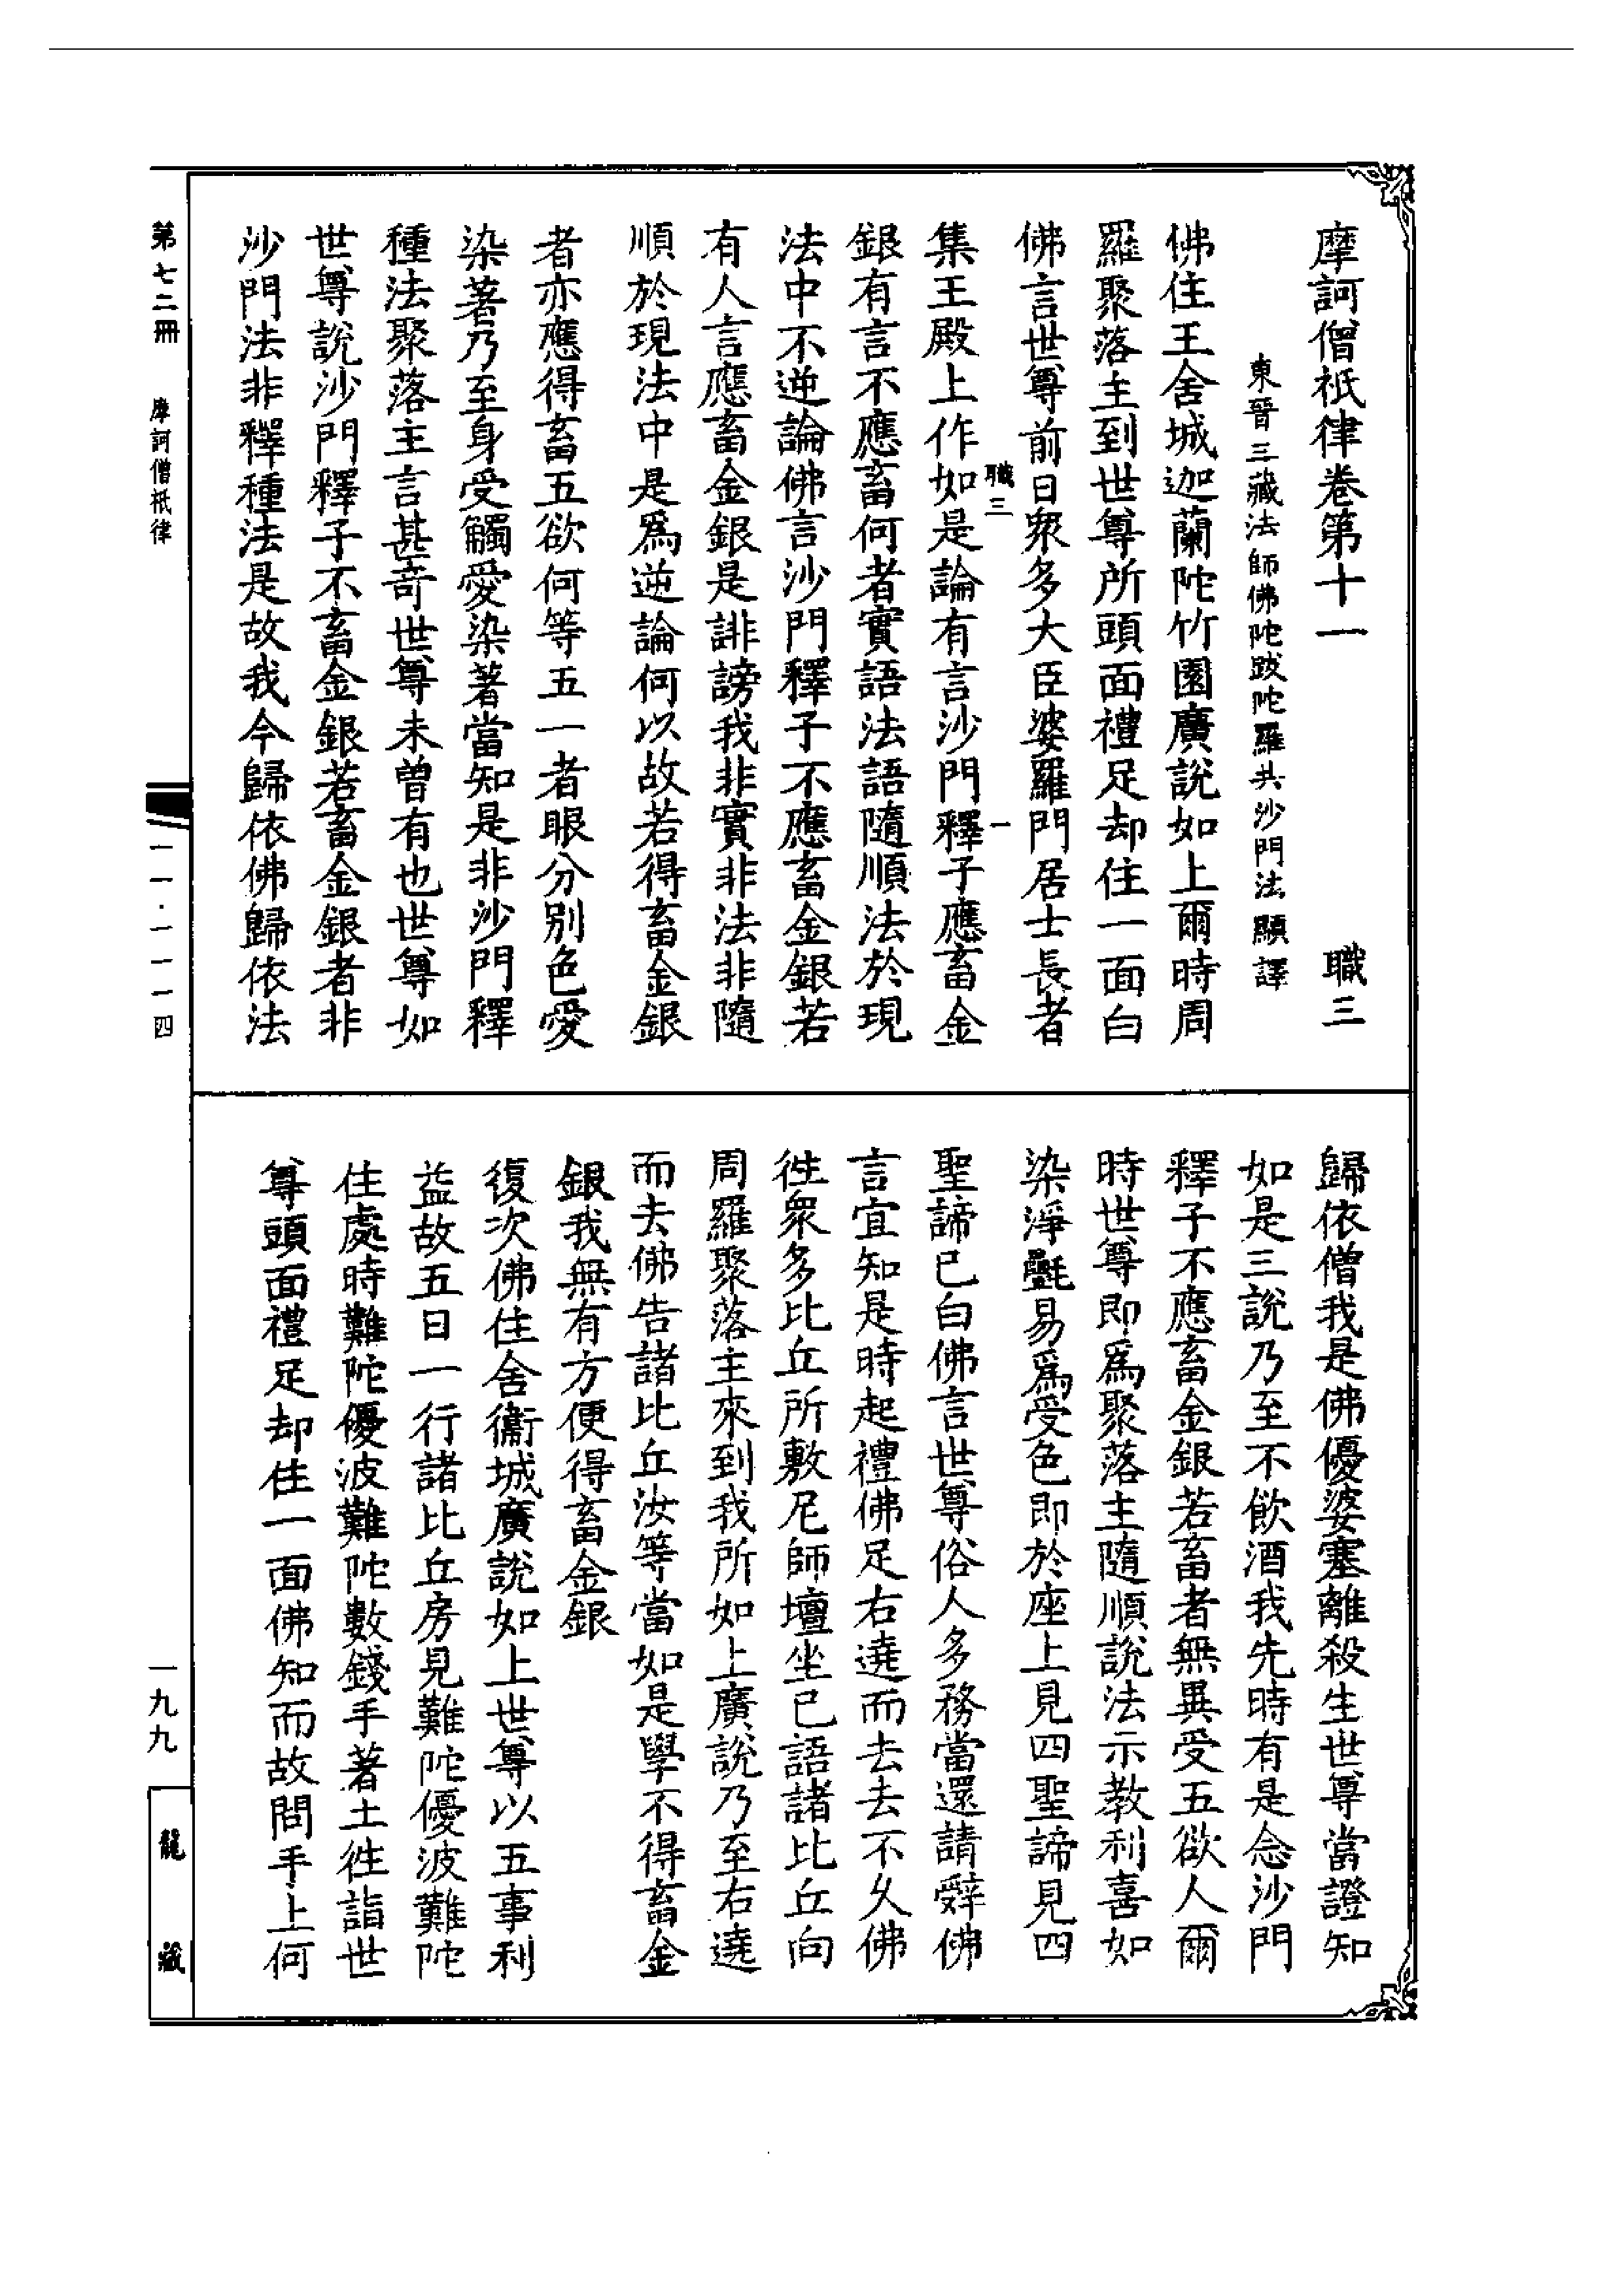 摩訶僧祇律卷第十一　職三
東晉三藏法師佛陀跋陀羅共沙門法顯譯
佛住王舍城迦蘭陀竹園廣說如上爾時周
羅聚落主到世尊所頭面禮足却住一面白
佛言世尊前日衆多大臣婆羅門居士長者
職三　一
集王殿上作如是論有言沙門釋子應畜金
銀有言不應畜何者實語法語隨順法於現
法中不逆論佛言沙門釋子不應畜金銀若
有人言應畜金銀是誹謗我非實非法非隨
順於現法中是爲逆論何以故若得畜金銀
者亦應得畜五欲何等五一者眼分別色愛
染著乃至身受觸愛染著當知是非沙門釋
種法聚落主言甚奇世尊未曾有也世尊如
世尊說沙門釋子不畜金銀若畜金銀者非
沙門法非釋種法是故我今歸依佛歸依法
歸依僧我是佛優婆塞離殺生世尊當證知
如是三說乃至不飲酒我先時有是念沙門
釋子不應畜金銀若畜者無異受五欲人爾
時世尊即爲聚落主隨順說法示教利喜如
染淨㲲易爲受色即於座上見四聖諦見四
聖諦已白佛言世尊俗人多務當還請辭佛
言宜知是時起禮佛足右遶而去去不久佛
徃衆多比丘所敷尼師壇坐已語諸比丘向
周羅聚落主來到我所如上廣說乃至右遶
而去佛告諸比丘汝等當如是學不得畜金
銀我無有方便得畜金銀
復次佛住舍衞城廣說如上世尊以五事利
益故五日一行諸比丘房見難陀優波難陀
住處時難陀優波難陀數錢手著土徃詣世
尊頭面禮足却住一面佛知而故問手上何
第七二冊　摩訶僧祇律
一一·一一一四
一九九
龍藏